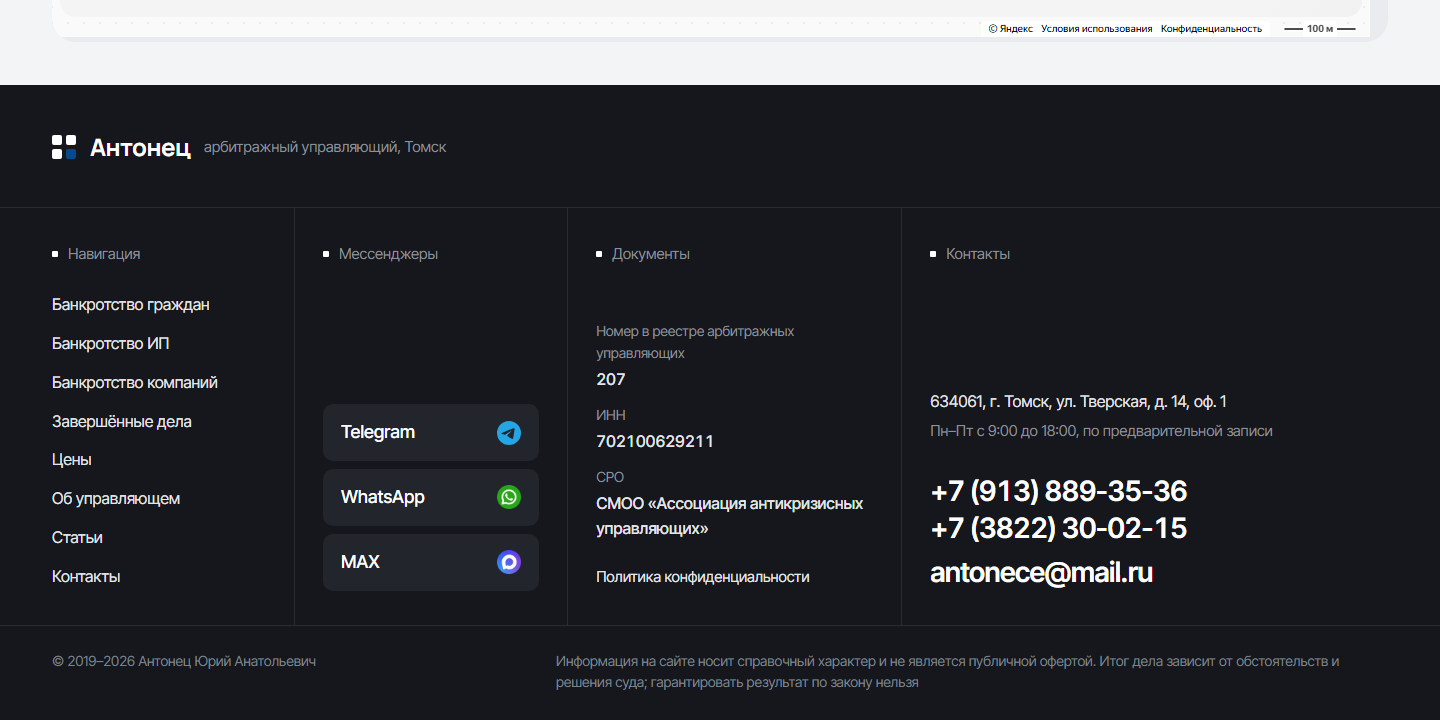 © Яндекс Условия использования Конфиденциальность 100 м
Антонец арбитражный управляющий, Томск
Навигация
Банкротство граждан
Банкротство ИП
Банкротство компаний
Завершённые дела
Цены
Об управляющем
Статьи
Контакты
Мессенджеры
Telegram
WhatsApp
MAX
Документы
Номер в реестре арбитражных
управляющих
207
ИНН
702100629211
СРО
СМОО «Ассоциация антикризисных
управляющих»
Политика конфиденциальности
Контакты
634061, г. Томск, ул. Тверская, д. 14, оф. 1
Пн–Пт с 9:00 до 18:00, по предварительной записи
+7 (913) 889-35-36
+7 (3822) 30-02-15
antonece@mail.ru
© 2019–2026 Антонец Юрий Анатольевич
Информация на сайте носит справочный характер и не является публичной офертой. Итог дела зависит от обстоятельств и
решения суда; гарантировать результат по закону нельзя